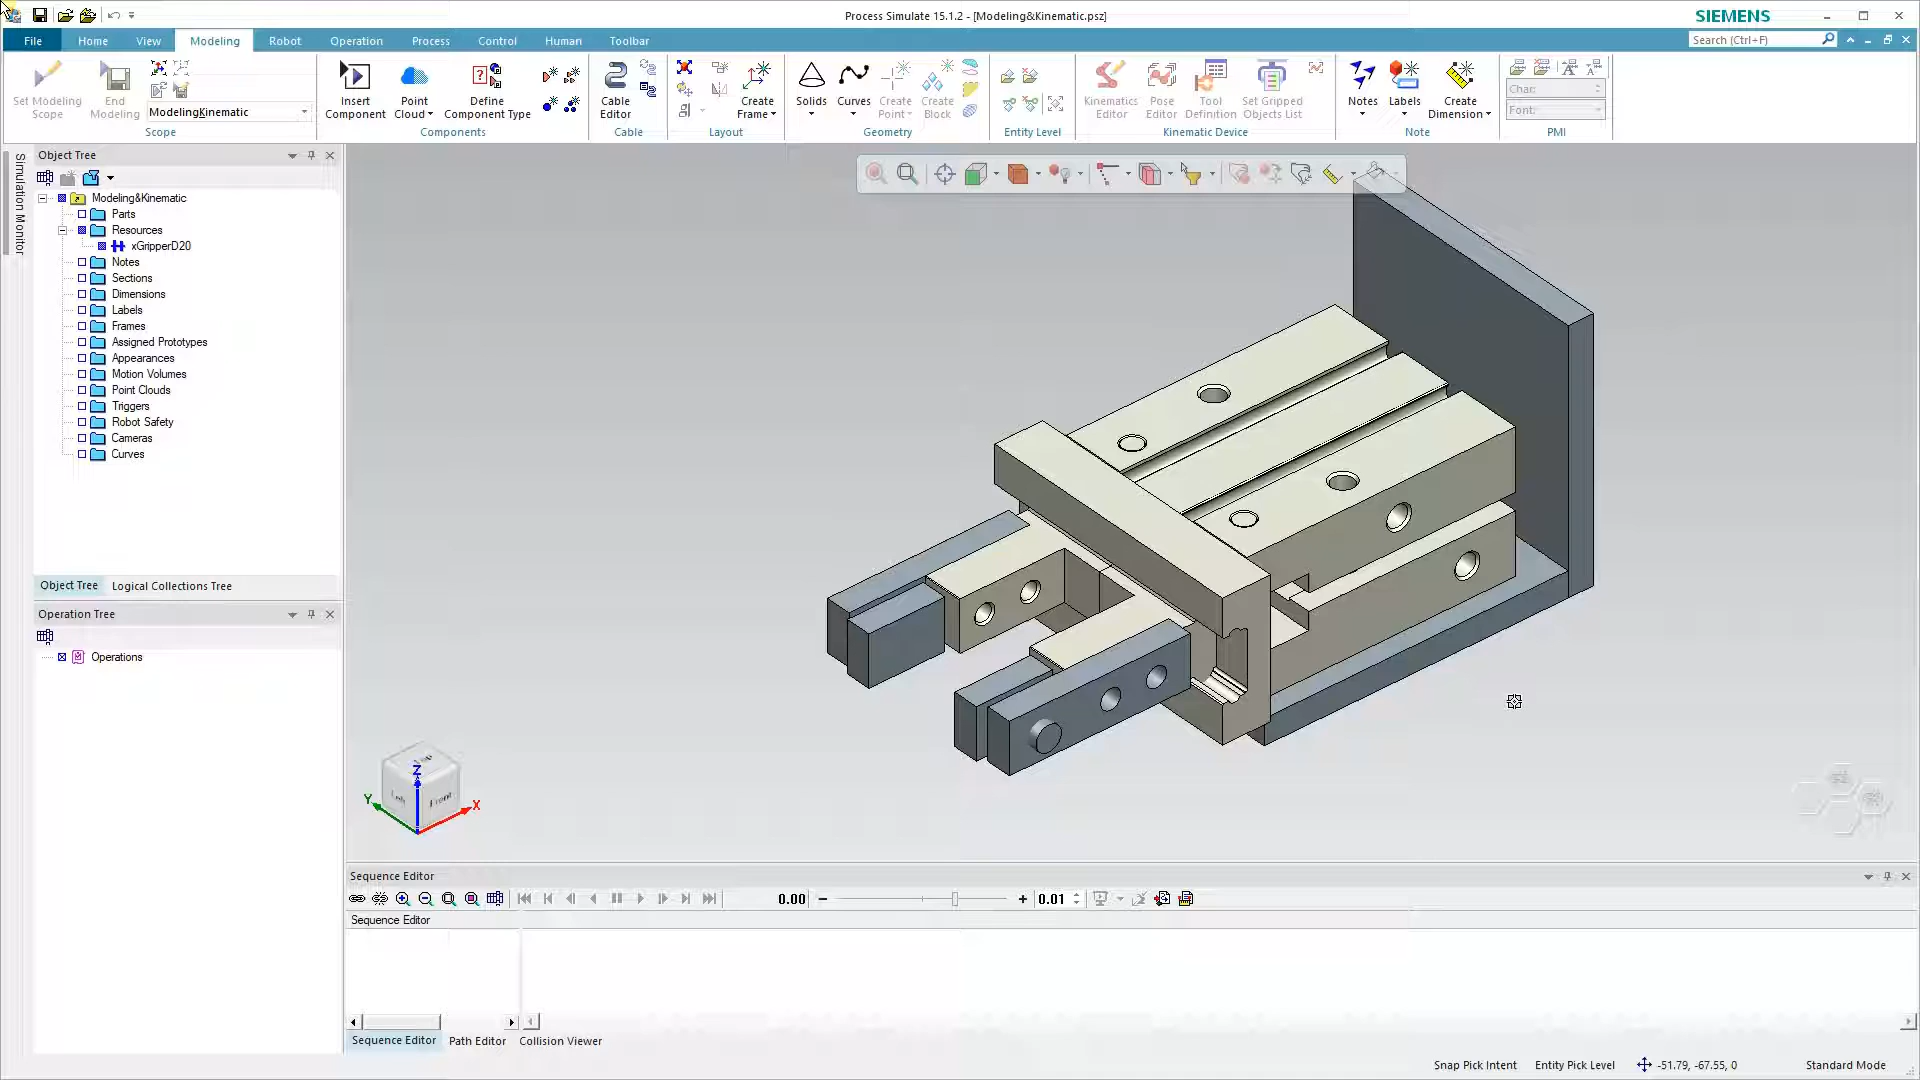 Process Simulate 15.1.2 - [Modeling&Kinematic.psz]
SIEMENS
File
Home
View
Modeling
Robot
Operation
Process
Control
Human
Toolbar
Search (Ctrl+F)
Set Modeling Scope
End Modeling
ModelingKinematic
Scope
Insert Component
Point Cloud
Define Component Type
Components
Cable Editor
Cable
Create Frame
Layout
Solids
Curves
Create Point
Create Block
Geometry
Entity Level
Kinematics Editor
Pose Editor
Tool Definition
Set Gripped Objects List
Kinematic Device
Notes
Labels
Create Dimension
Note
Char:
Font:
PMI
Simulation Monitor
Object Tree
Modeling&Kinematic
Parts
Resources
xGripperD20
Notes
Sections
Dimensions
Labels
Frames
Assigned Prototypes
Appearances
Motion Volumes
Point Clouds
Triggers
Robot Safety
Cameras
Curves
Object Tree
Logical Collections Tree
Operation Tree
Operations
Z
Y
X
Front
Sequence Editor
0.00
0.01
Sequence Editor
Sequence Editor
Path Editor
Collision Viewer
Snap Pick Intent
Entity Pick Level
-51.79, -67.55, 0
Standard Mode